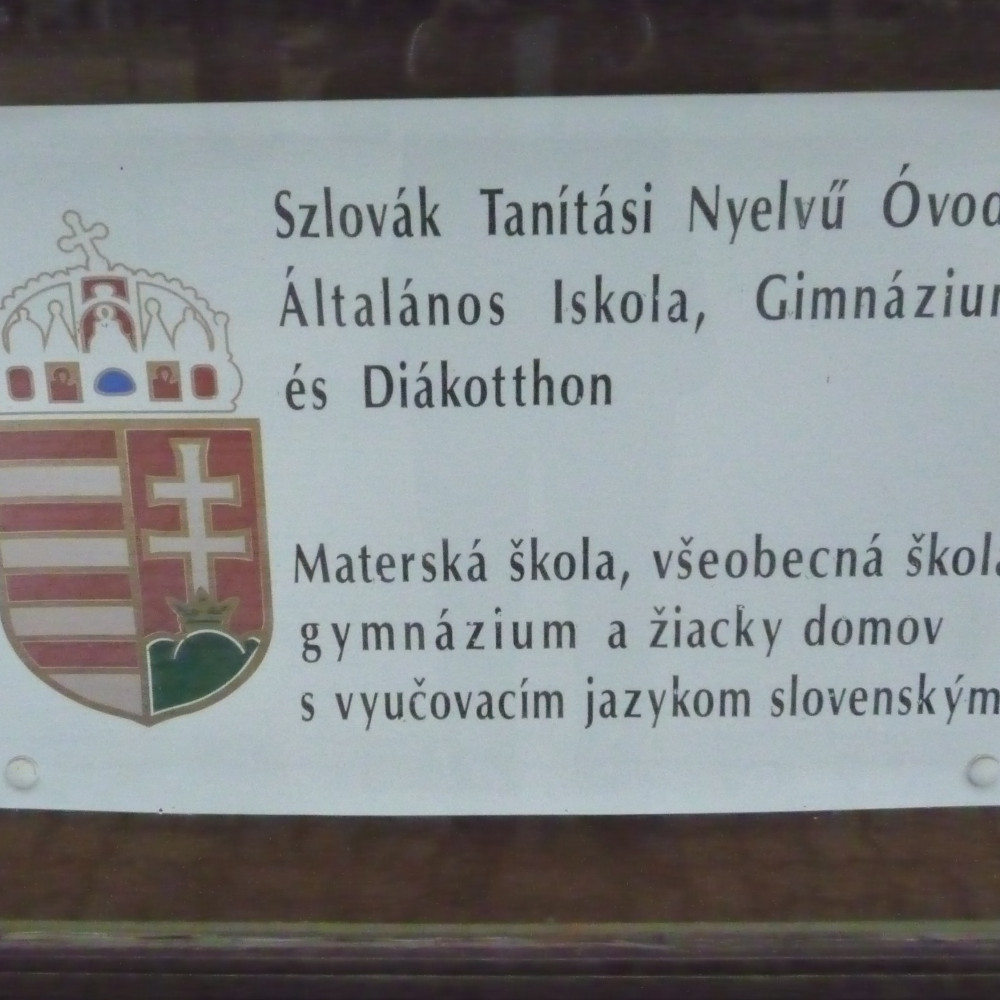 Szlovák Tanítási Nyelvű Óvod
Általános Iskola, Gimnáziu
és Diákotthon
Materská škola, všeobecná škol
gymnázium a žiacky domov
s vyučovacím jazykom slovenským